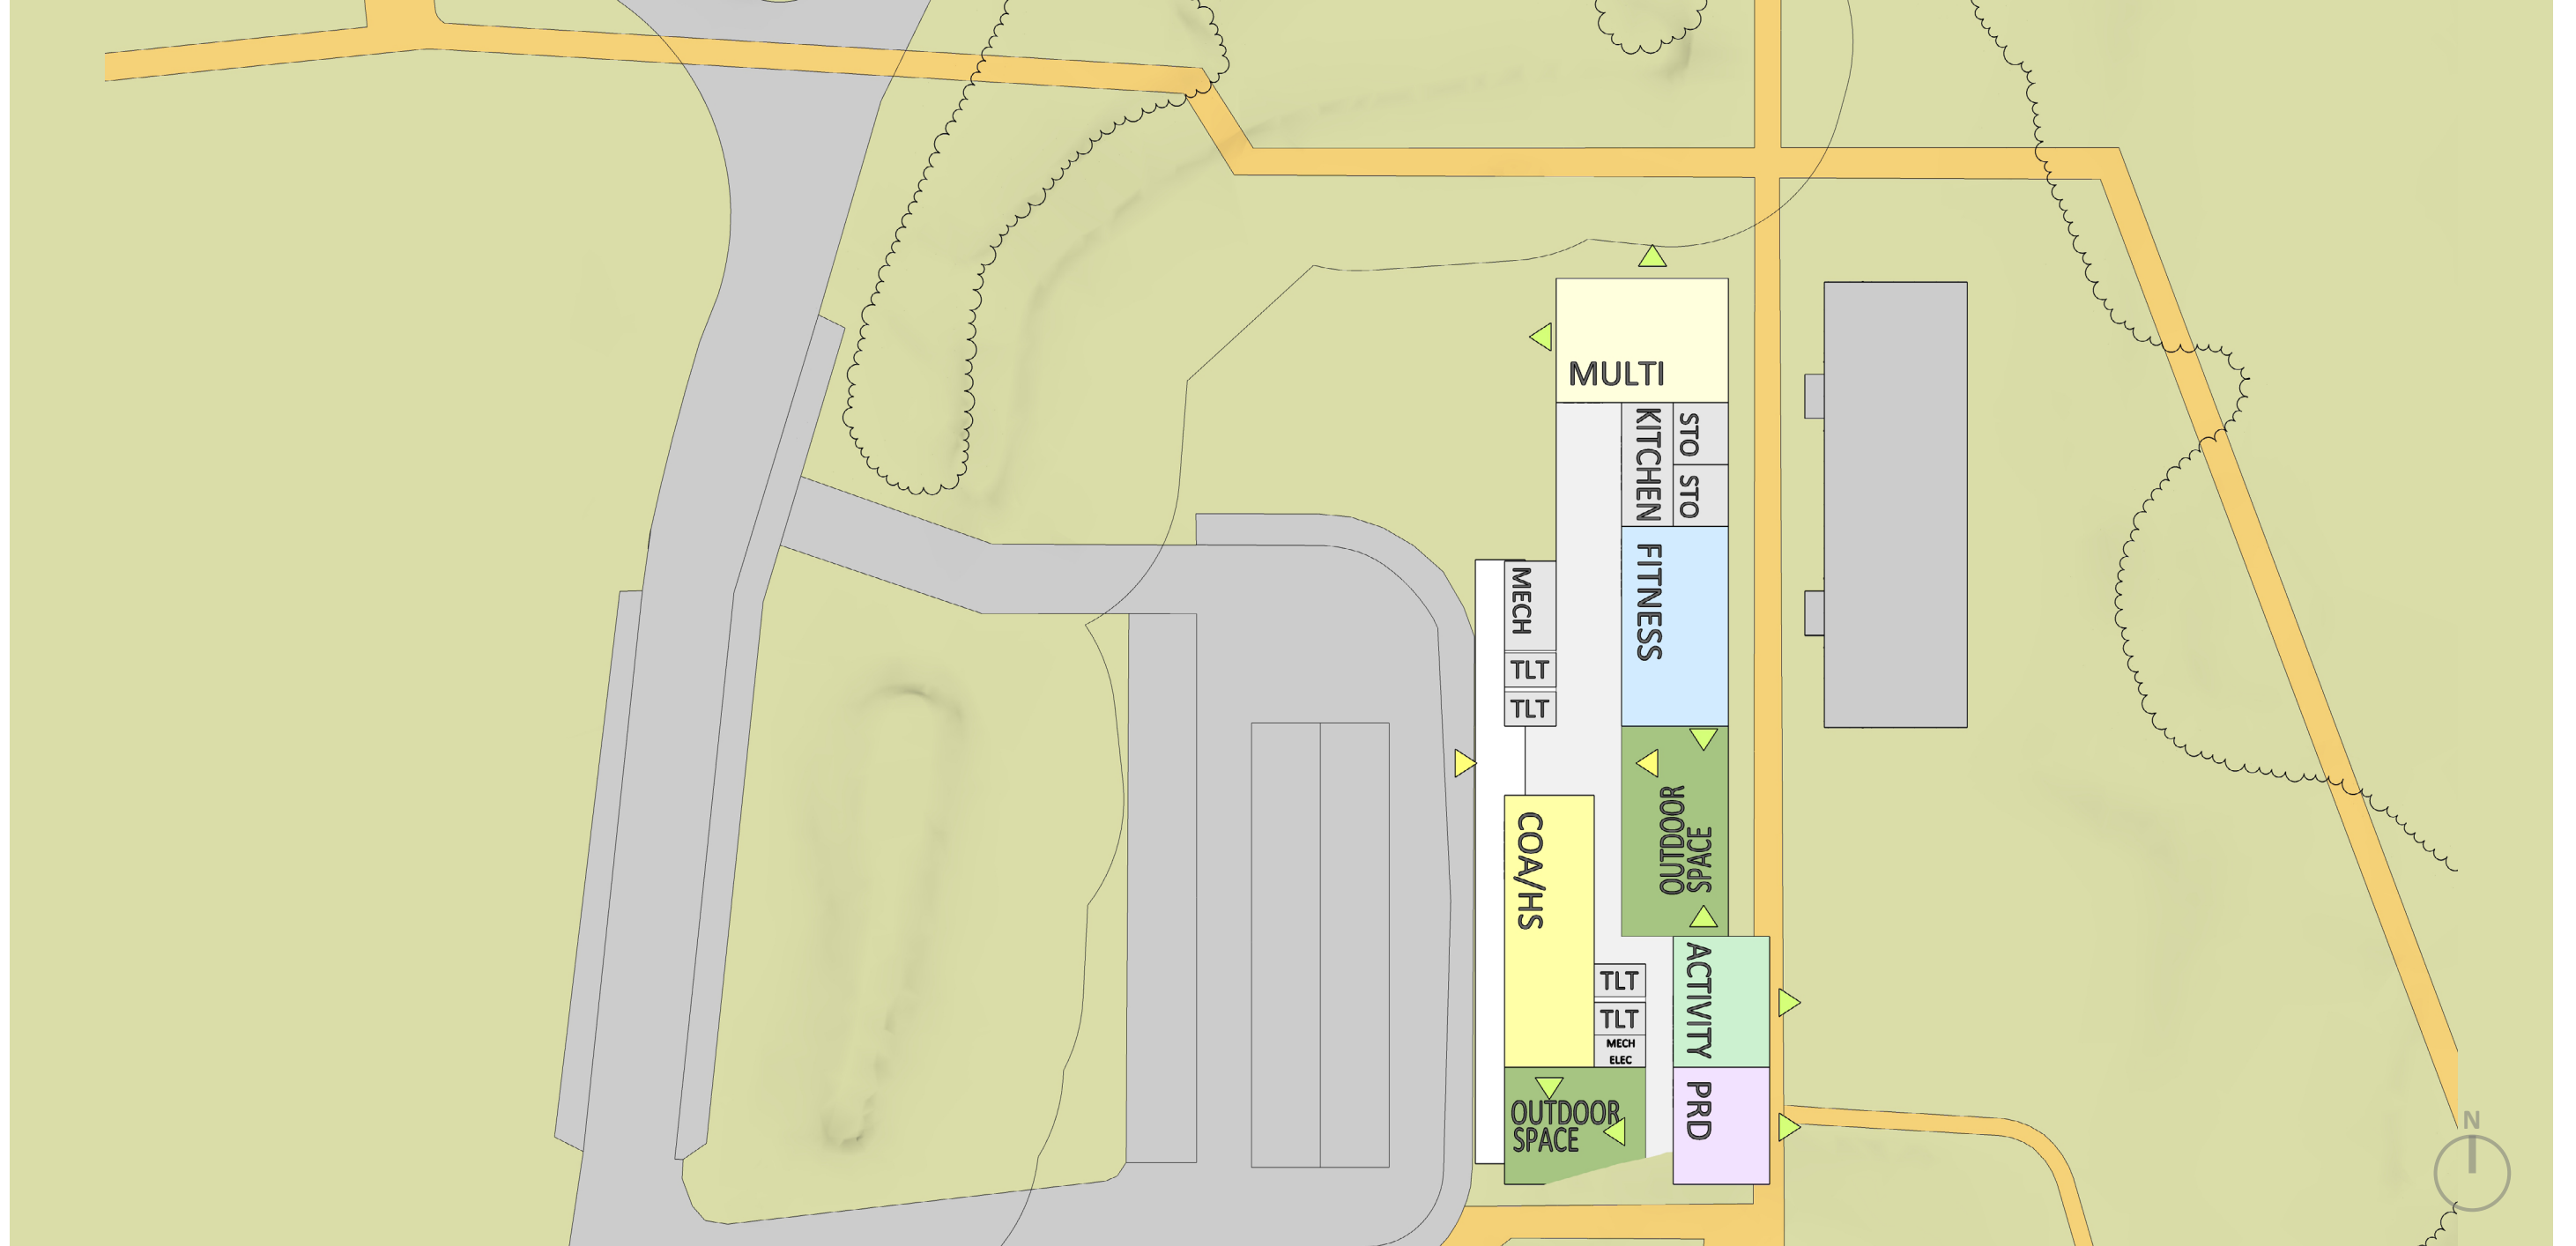 MULTI
KITCHEN
STO
STO
FITNESS
MECH
TLT
TLT
OUTDOOR
SPACE
COA/HS
ACTIVITY
TLT
TLT
MECH
ELEC
PRD
OUTDOOR
SPACE
N